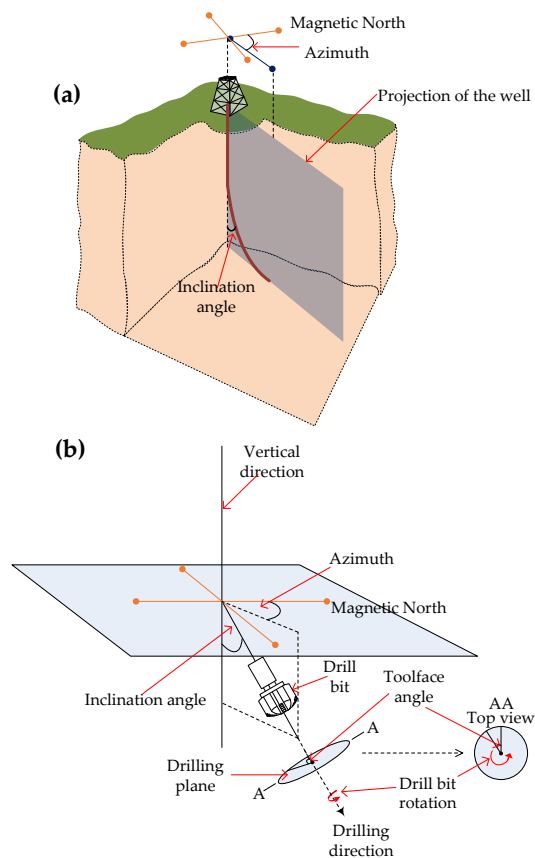 Magnetic North
Azimuth
(a)
Projection of the well
Inclination
angle
(b)
Vertical
direction
Azimuth
Magnetic North
Drill
bit
Toolface
angle
Inclination angle
A
AA
Top view
Drilling
plane
A
Drill bit
rotation
Drilling
direction